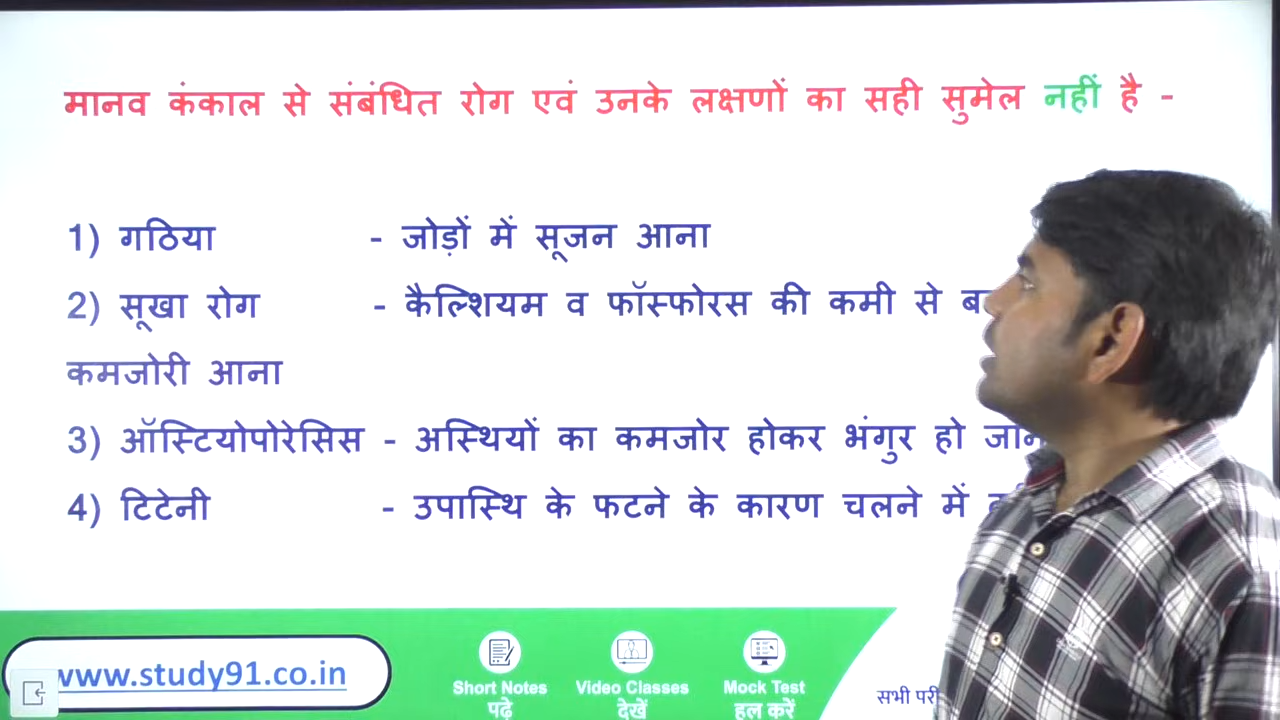 मानव कंकाल से संबंधित रोग एवं उनके लक्षणों का सही सुमेल नहीं है -
1) गठिया - जोड़ों में सूजन आना
2) सूखा रोग - कैल्शियम व फॉस्फोरस की कमी से
कमजोरी आना
3) ऑस्टियोपोरेसिस - अस्थियों का कमजोर होकर भंगुर हो
4) टिटेनी - उपास्थि के फटने के कारण चलने में
www.study91.co.in
Short Notes
पढ़े
Video Classes
देखें
Mock Test
हल करें
सभी